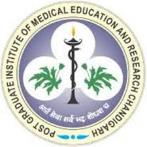 POST GRADUATE INSTITUTE OF MEDICAL EDUCATION AND RESEARCH CHANDIGARH